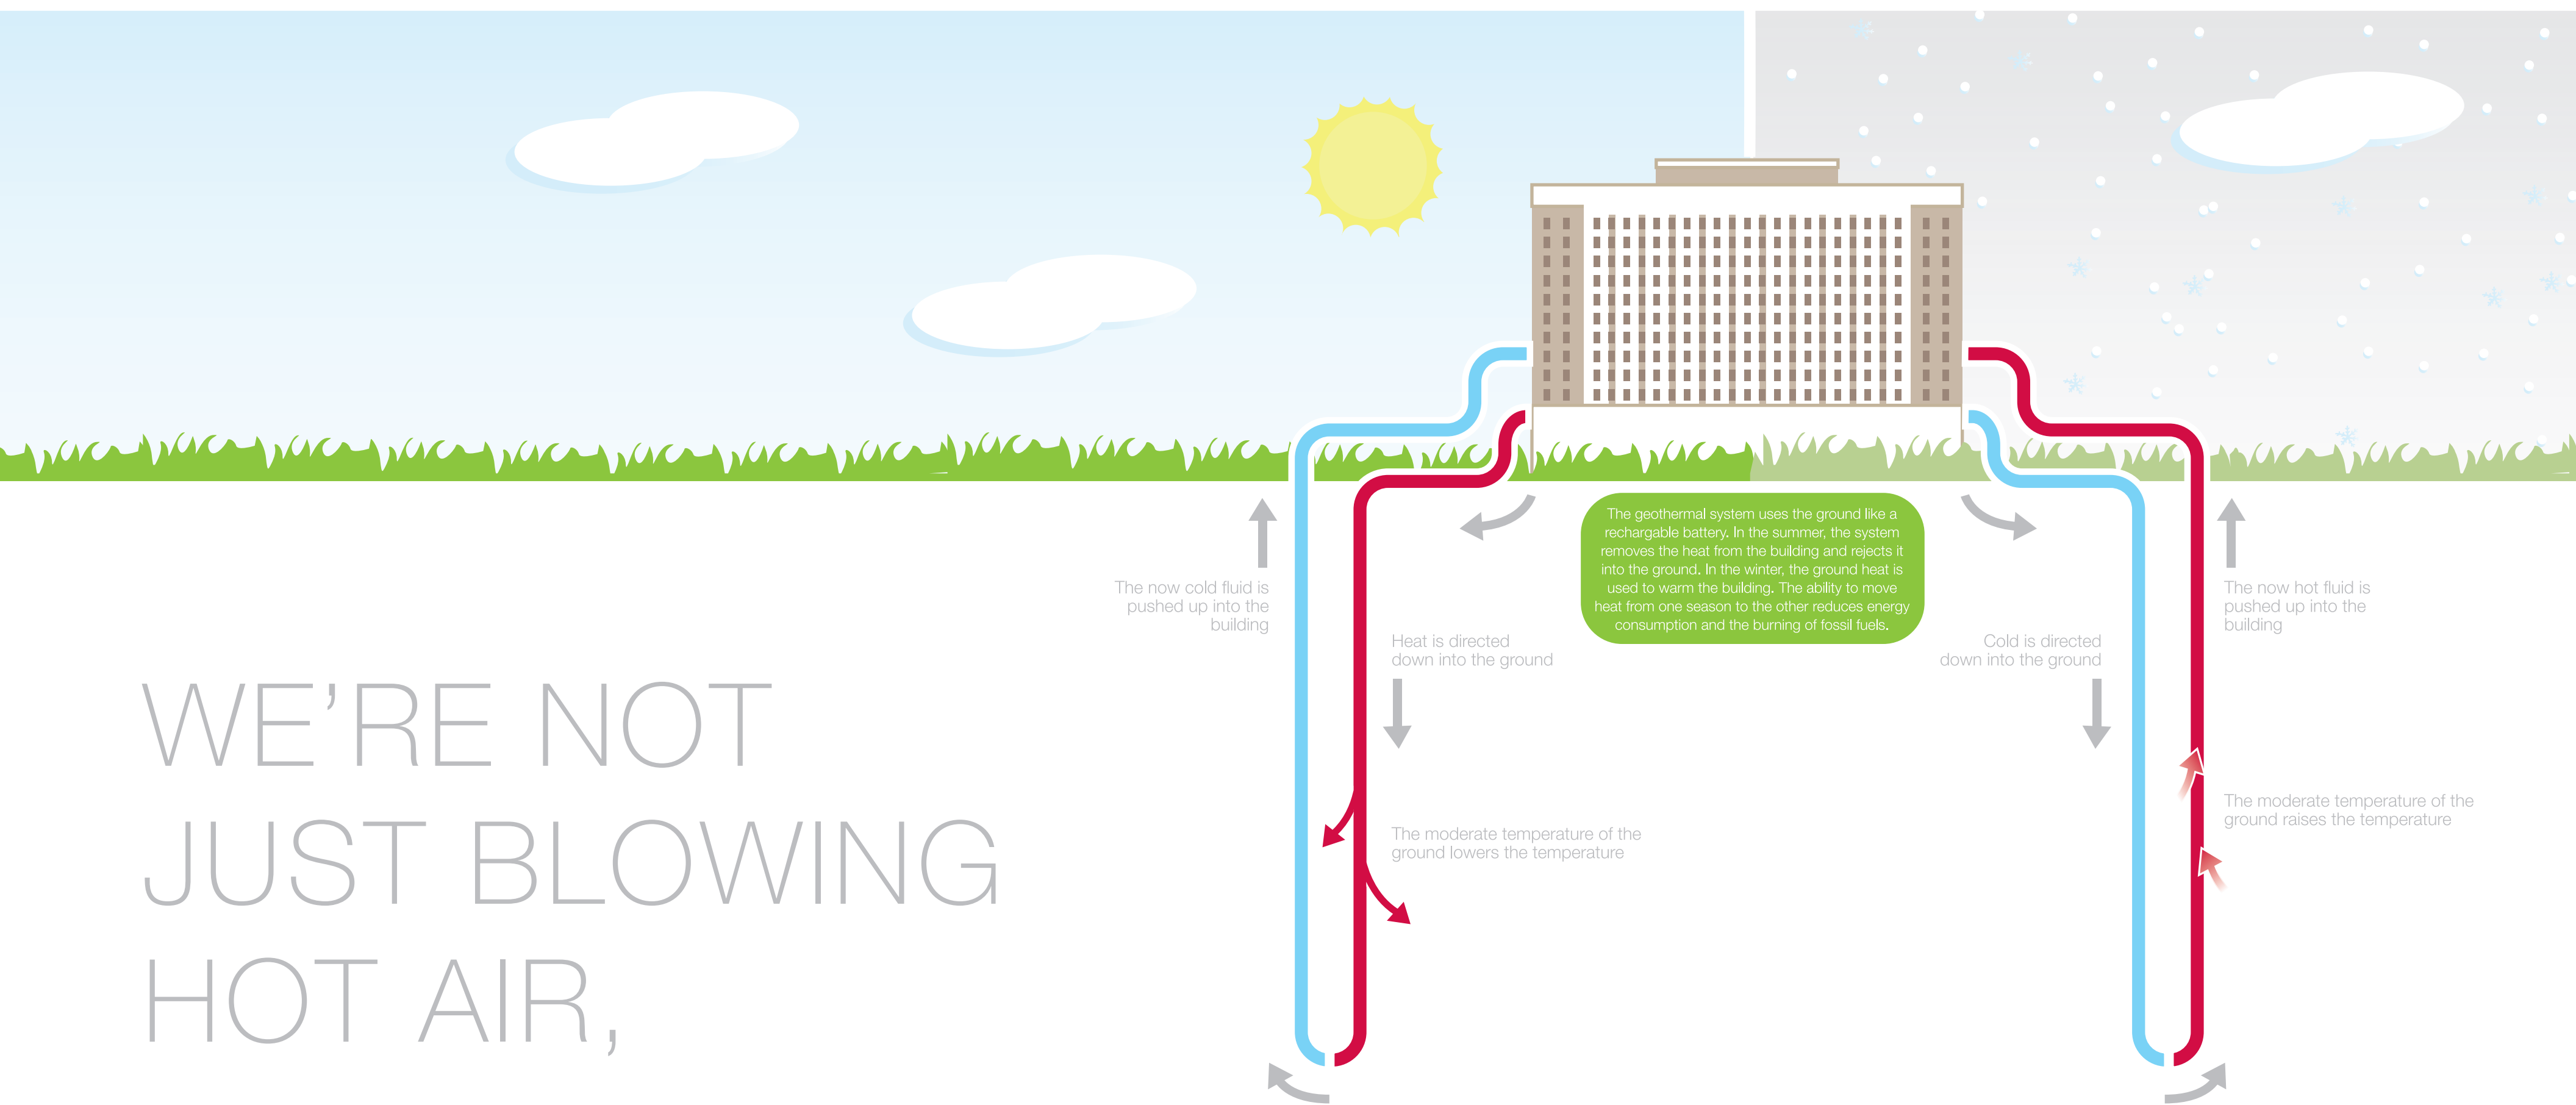 The geothermal system uses the ground like a
rechargable battery. In the summer, the system
removes the heat from the building and rejects it
into the ground. In the winter, the ground heat is
used to warm the building. The ability to move
heat from one season to the other reduces energy
consumption and the burning of fossil fuels.
The now cold fluid is
pushed up into the
building
Heat is directed
down into the ground
The moderate temperature of the
ground lowers the temperature
Cold is directed
down into the ground
The now hot fluid is
pushed up into the
building
The moderate temperature of the
ground raises the temperature
WE’RE NOT
JUST BLOWING
HOT AIR,